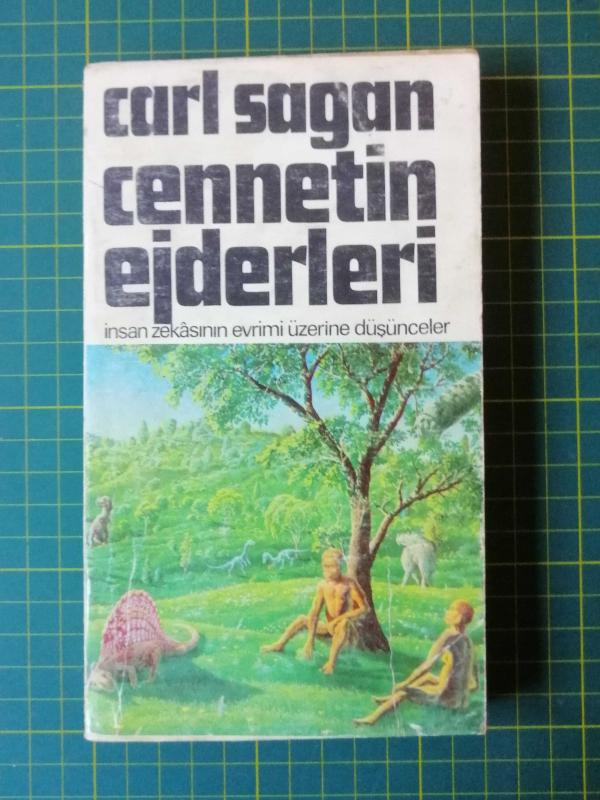 carl sagan
cennetin
ejderleri
insan zekâsının evrimi üzerine düşünceler